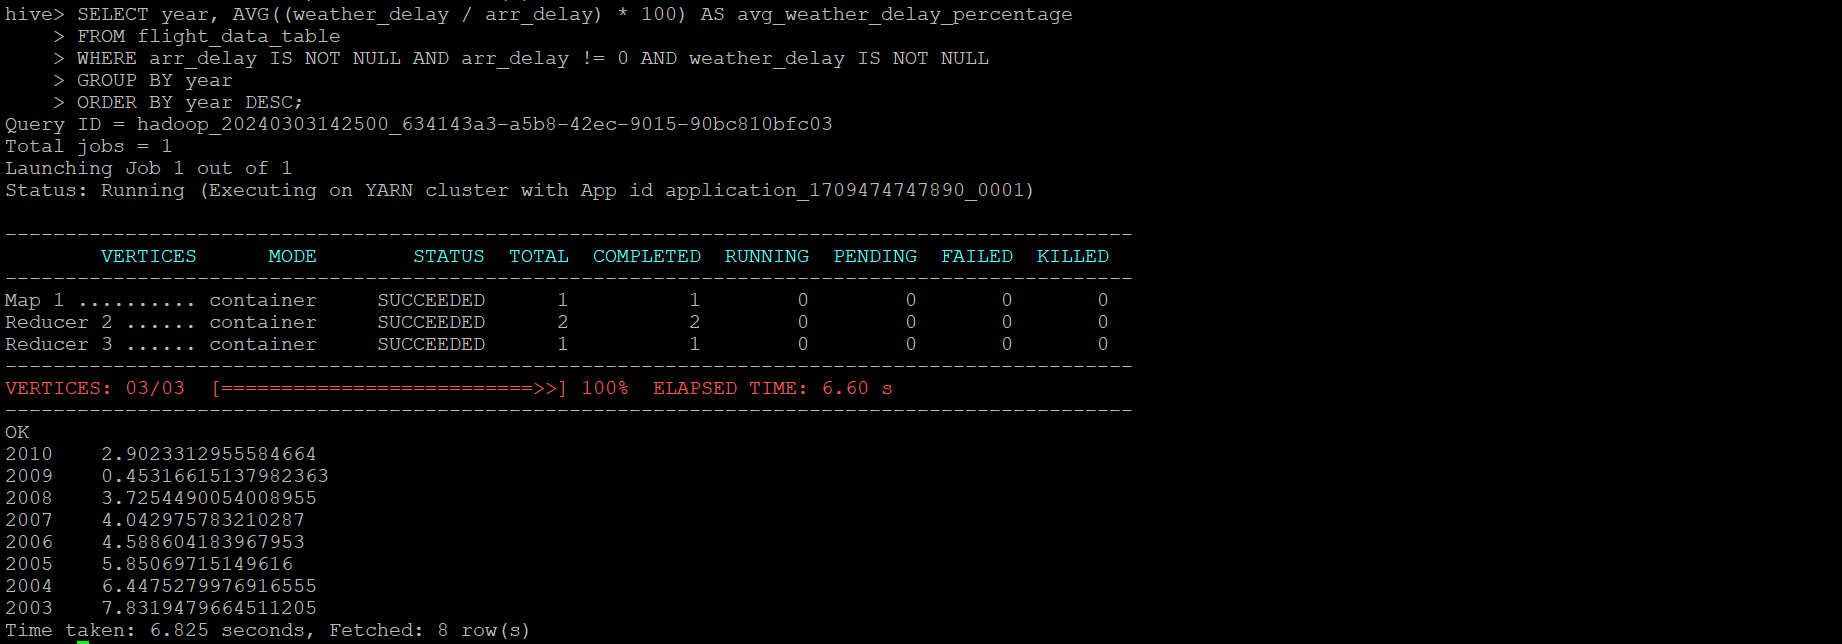 hive> SELECT year, AVG((weather_delay / arr_delay) * 100) AS avg_weather_delay_percentage
    > FROM flight_data_table
    > WHERE arr_delay IS NOT NULL AND arr_delay != 0 AND weather_delay IS NOT NULL
    > GROUP BY year
    > ORDER BY year DESC;
Query ID = hadoop_20240303142500_634143a3-a5b8-42ec-9015-90bc810bfc03
Total jobs = 1
Launching Job 1 out of 1
Status: Running (Executing on YARN cluster with App id application_1709474747890_0001)

----------------------------------------------------------------------------------------------
        VERTICES      MODE        STATUS  TOTAL  COMPLETED  RUNNING  PENDING  FAILED  KILLED
----------------------------------------------------------------------------------------------
Map 1 .......... container     SUCCEEDED      1          1        0        0       0       0
Reducer 2 ...... container     SUCCEEDED      2          2        0        0       0       0
Reducer 3 ...... container     SUCCEEDED      1          1        0        0       0       0
----------------------------------------------------------------------------------------------
VERTICES: 03/03  [==========================>>] 100%  ELAPSED TIME: 6.60 s
----------------------------------------------------------------------------------------------
OK
2010    2.9023312955584664
2009    0.45316615137982363
2008    3.7254490054008955
2007    4.042975783210287
2006    4.588604183967953
2005    5.85069715149616
2004    6.4475279976916555
2003    7.8319479664511205
Time taken: 6.825 seconds, Fetched: 8 row(s)